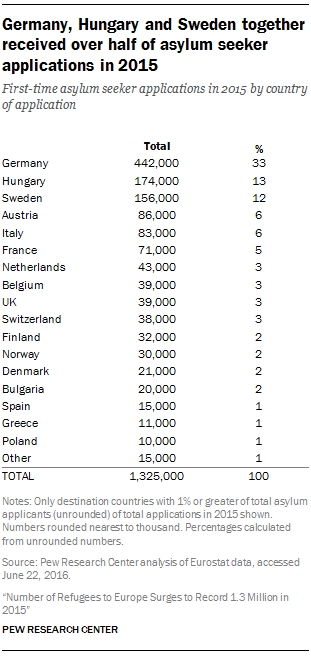 Germany, Hungary and Sweden together
received over half of asylum seeker
applications in 2015
First-time asylum seeker applications in 2015 by country
of application
Total %
Germany 442,000 33
Hungary 174,000 13
Sweden 156,000 12
Austria 86,000 6
Italy 83,000 6
France 71,000 5
Netherlands 43,000 3
Belgium 39,000 3
UK 39,000 3
Switzerland 38,000 3
Finland 32,000 2
Norway 30,000 2
Denmark 21,000 2
Bulgaria 20,000 2
Spain 15,000 1
Greece 11,000 1
Poland 10,000 1
Other 15,000 1
TOTAL 1,325,000 100
Notes: Only destination countries with 1% or greater of total asylum
applicants (unrounded) of total applications in 2015 shown.
Numbers rounded nearest to thousand. Percentages calculated
from unrounded numbers.
Source: Pew Research Center analysis of Eurostat data, accessed
June 22, 2016.
“Number of Refugees to Europe Surges to Record 1.3 Million in
2015”
PEW RESEARCH CENTER